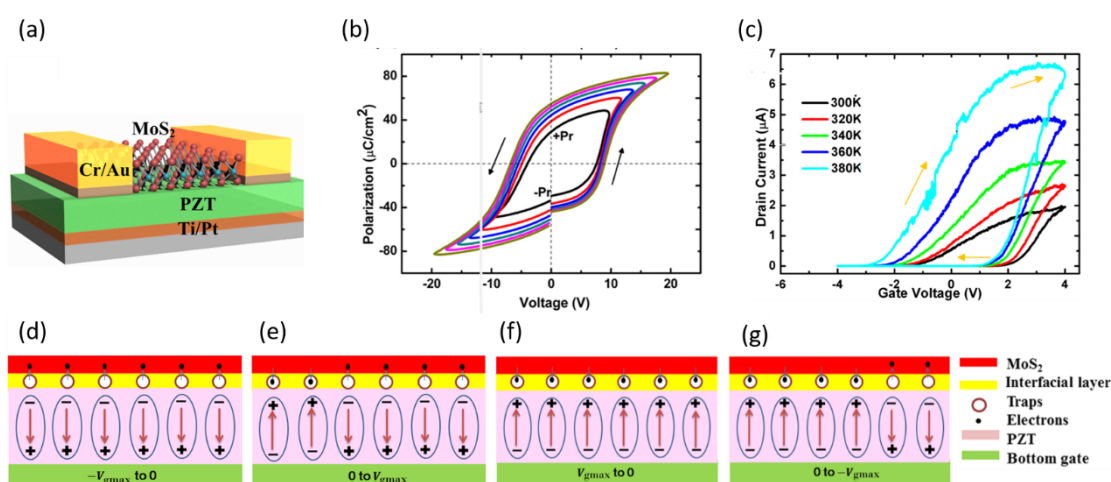 (a)
(b)
(c)
MoS2
Cr/Au
PZT
Ti/Pt
Polarization (μC/cm2)
80
40
0
-40
-80
+Pr
-Pr
-20
-10
0
10
20
Voltage (V)
Drain Current (μA)
7
6
5
4
3
2
1
0
300K
320K
340K
360K
380K
-6
-4
-2
0
2
4
Gate Voltage (V)
(d)
(e)
(f)
(g)
−Vgmax to 0
0 to Vgmax
Vgmax to 0
0 to −Vgmax
MoS2
Interfacial layer
Traps
Electrons
PZT
Bottom gate